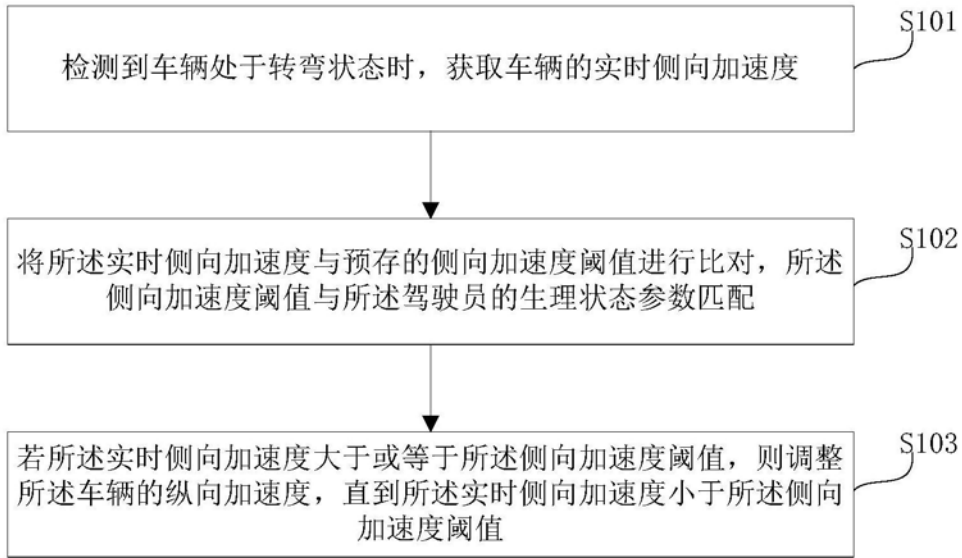 S101
检测到车辆处于转弯状态时，获取车辆的实时侧向加速度
S102
将所述实时侧向加速度与预存的侧向加速度阈值进行比对，所述
侧向加速度阈值与所述驾驶员的生理状态参数匹配
S103
若所述实时侧向加速度大于或等于所述侧向加速度阈值，则调整
所述车辆的纵向加速度，直到所述实时侧向加速度小于所述侧向
加速度阈值